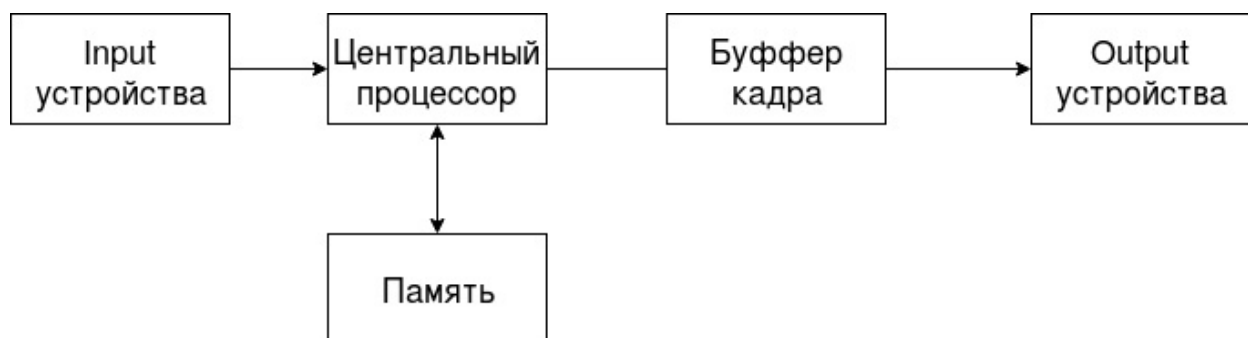 Input
устройства
Центральный
процессор
Буффер
кадра
Output
устройства
Память